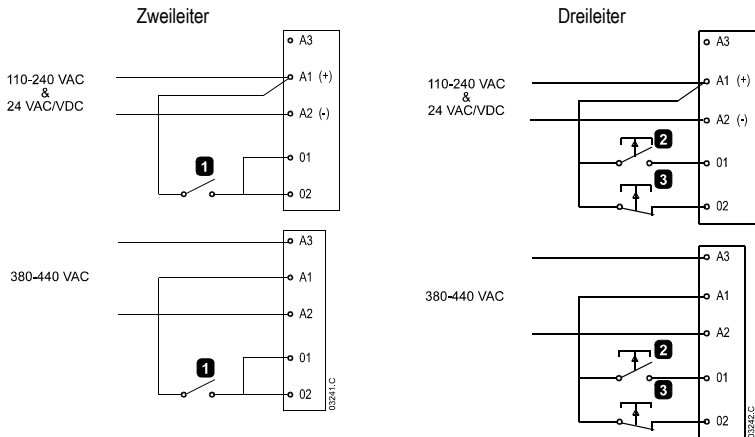 Zweileiter
110-240 VAC
&
24 VAC/VDC
A3
A1 (+)
A2 (-)
01
02
1
380-440 VAC
A3
A1
A2
01
02
1
03241.C
Dreileiter
110-240 VAC
&
24 VAC/VDC
A3
A1 (+)
A2 (-)
01
02
2
3
380-440 VAC
A3
A1
A2
01
02
2
3
03242.C